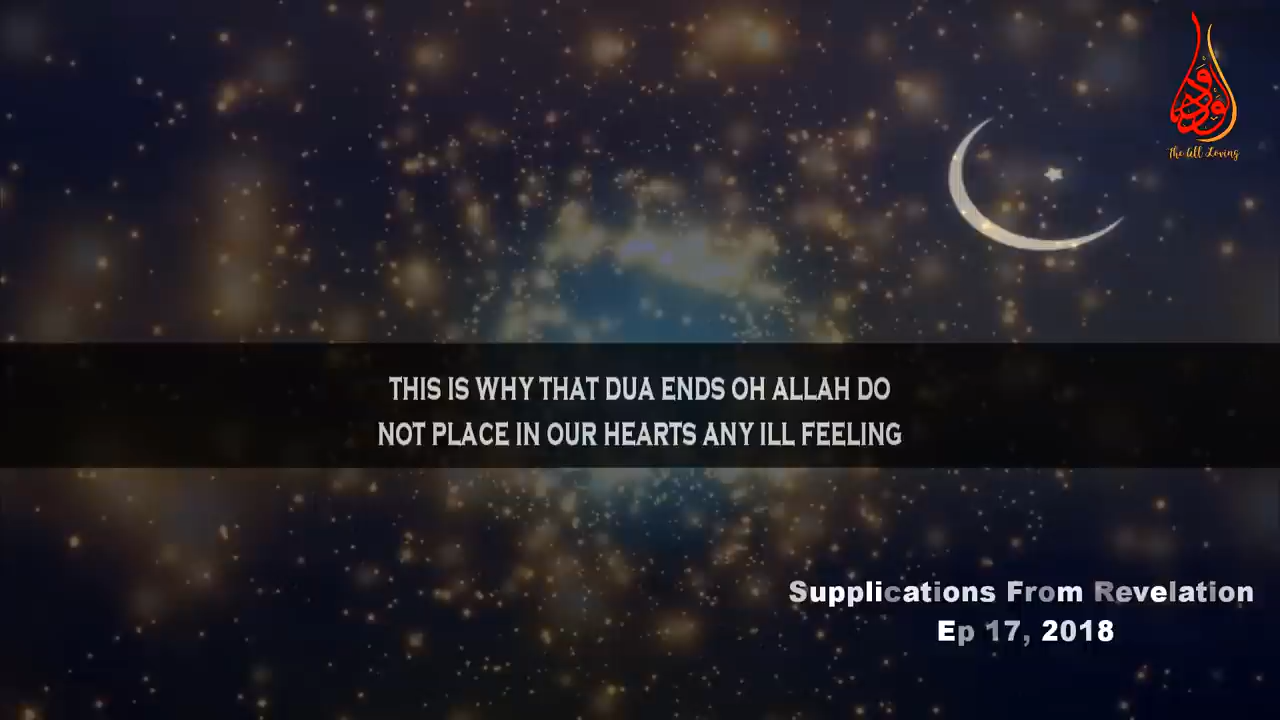 The All Loving
THIS IS WHY THAT DUA ENDS OH ALLAH DO
NOT PLACE IN OUR HEARTS ANY ILL FEELING
Supplications From Revelation
Ep 17, 2018